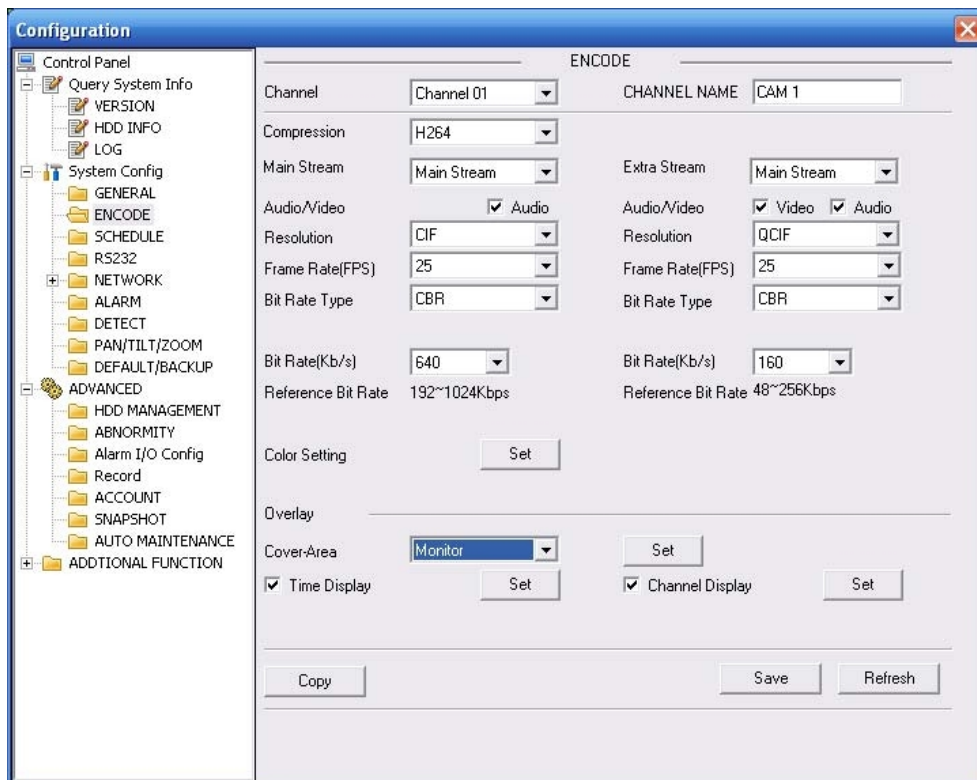 Configuration
Control Panel
Query System Info
VERSION
HDD INFO
LOG
System Config
GENERAL
ENCODE
SCHEDULE
RS232
NETWORK
ALARM
DETECT
PAN/TILT/ZOOM
DEFAULT/BACKUP
ADVANCED
HDD MANAGEMENT
ABNORMITY
Alarm I/O Config
Record
ACCOUNT
SNAPSHOT
AUTO MAINTENANCE
ADDTIONAL FUNCTION
ENCODE
Channel Channel 01 CHANNEL NAME CAM 1
Compression H264
Main Stream Main Stream Extra Stream Main Stream
Audio/Video Audio Audio/Video Video Audio
Resolution CIF Resolution QCIF
Frame Rate(FPS) 25 Frame Rate(FPS) 25
Bit Rate Type CBR Bit Rate Type CBR
Bit Rate(Kb/s) 640 Bit Rate(Kb/s) 160
Reference Bit Rate 192~1024Kbps Reference Bit Rate 48~256Kbps
Color Setting Set
Overlay
Cover-Area Monitor Set
Time Display Set Channel Display Set
Copy Save Refresh